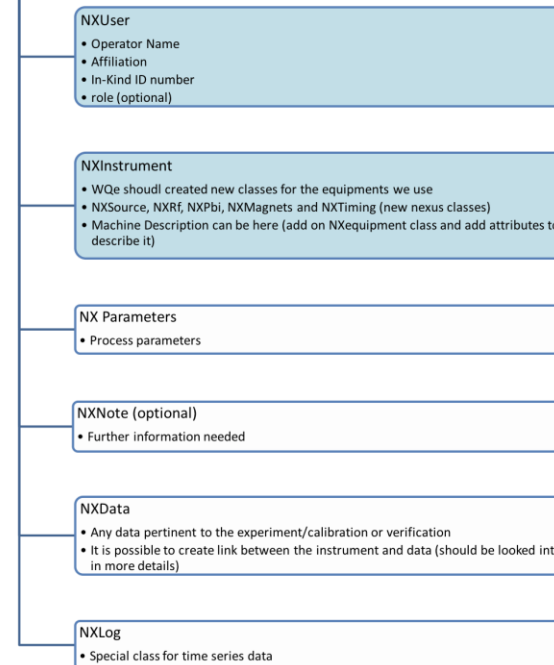 NXUser
• Operator Name
• Affiliation
• In-Kind ID number
• role (optional)
NXInstrument
• WQe shoudl created new classes for the equipments we use
• NXSource, NXRf, NXPbi, NXMagnets and NXTiming (new nexus classes)
• Machine Description can be here (add on NXequipment class and add attributes to
describe it)
NX Parameters
• Process parameters
NXNote (optional)
• Further information needed
NXData
• Any data pertinent to the experiment/calibration or verification
• It is possible to create link between the instrument and data (should be looked int
in more details)
NXLog
• Special class for time series data